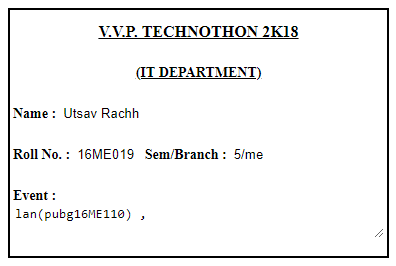 V.V.P. TECHNOTHON 2K18
(IT DEPARTMENT)
Name : Utsav Rachh
Roll No. : 16ME019 Sem/Branch : 5/me
Event :
lan(pubg16ME110) ,